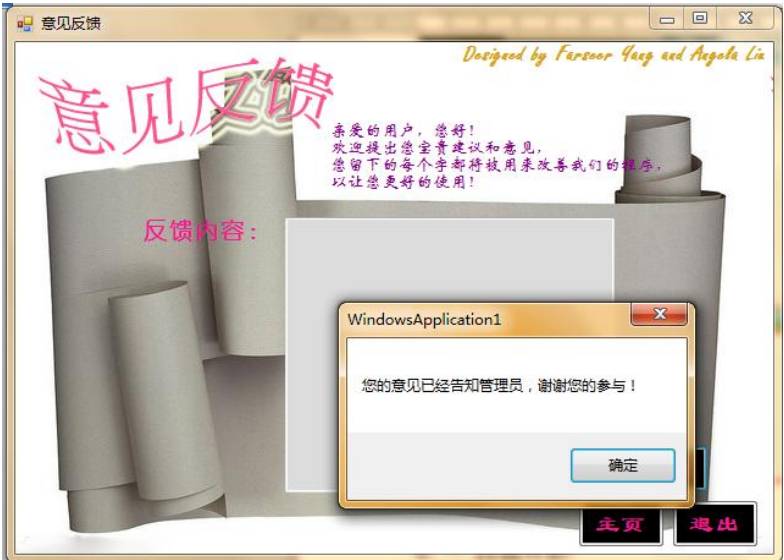 意见反馈
Designed by Farseer Yang and Angela Liu
意见反馈
亲爱的用户，您好！
欢迎提出您宝贵建议和意见，
您留下的每个字都将被用来改善我们的程序，
以让您更好的使用！
反馈内容：
WindowsApplication1
您的意见已经告知管理员，谢谢您的参与！
确定
主页
退出